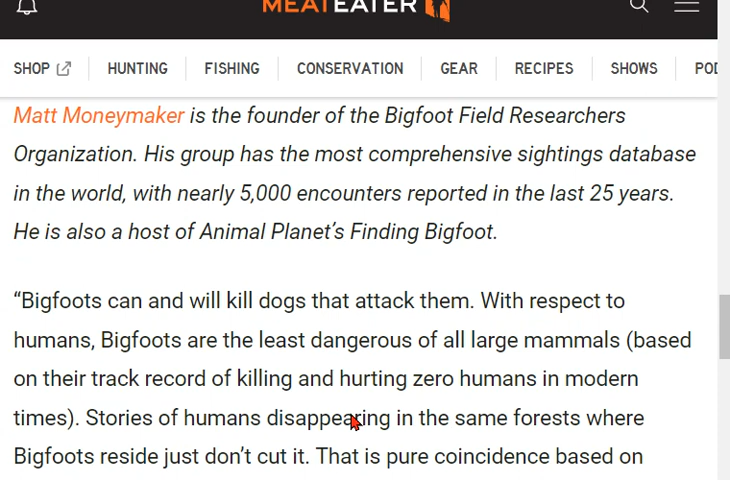 MEATEATER
SHOP HUNTING FISHING CONSERVATION GEAR RECIPES SHOWS
Matt Moneymaker is the founder of the Bigfoot Field Researchers
Organization. His group has the most comprehensive sightings database
in the world, with nearly 5,000 encounters reported in the last 25 years.
He is also a host of Animal Planet’s Finding Bigfoot.
“Bigfoots can and will kill dogs that attack them. With respect to
humans, Bigfoots are the least dangerous of all large mammals (based
on their track record of killing and hurting zero humans in modern
times). Stories of humans disappearing in the same forests where
Bigfoots reside just don’t cut it. That is pure coincidence based on